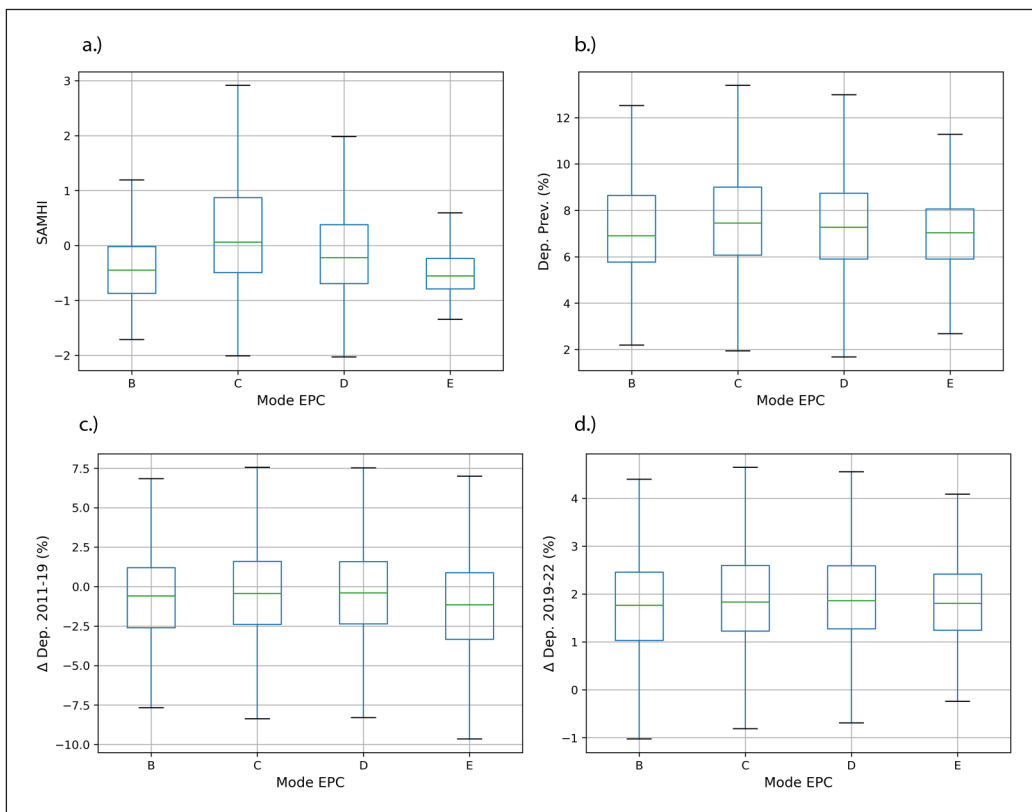 a.)
3
2
1
0
−1
−2
SAMHI
B C D E
Mode EPC
b.)
12
10
8
6
4
2
Dep. Prev. (%)
B C D E
Mode EPC
c.)
7.5
5.0
2.5
0.0
−2.5
−5.0
−7.5
−10.0
Δ Dep. 2011-19 (%)
B C D E
Mode EPC
d.)
4
3
2
1
0
−1
Δ Dep. 2019-22 (%)
B C D E
Mode EPC